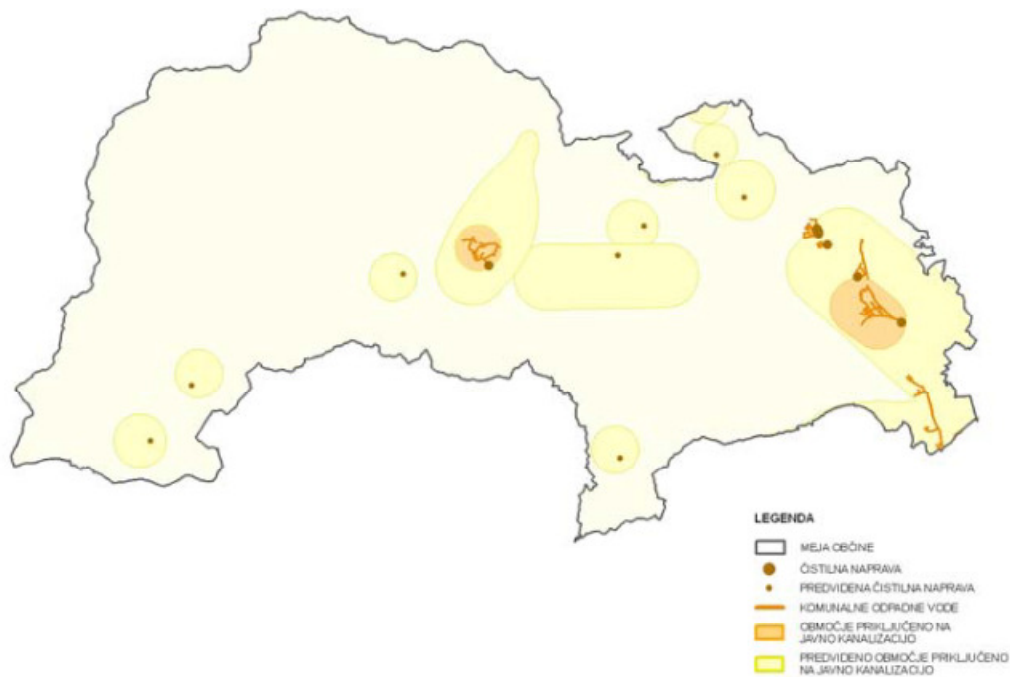 LEGENDA
MEJA OBČINE
ČISTILNA NAPRAVA
PREDVIDENA ČISTILNA NAPRAVA
KOMUNALNE ODPADNE VODE
OBMOČJE PRIKLJUČENO NA
JAVNO KANALIZACIJO
PREDVIDENO OBMOČJE PRIKLJUČENO
NA JAVNO KANALIZACIJO